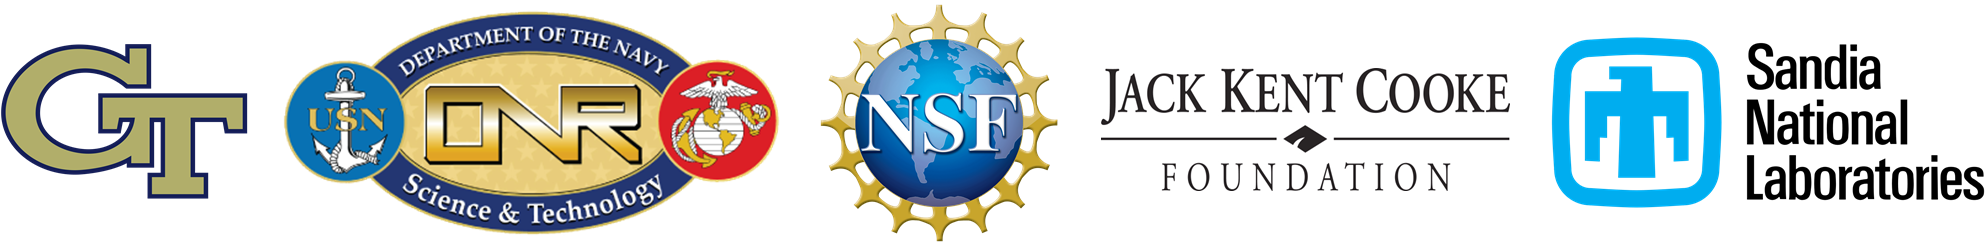 GT
DEPARTMENT OF THE NAVY
USN
ONR
Science & Technology
NSF
JACK KENT COOKE
FOUNDATION
Sandia
National
Laboratories